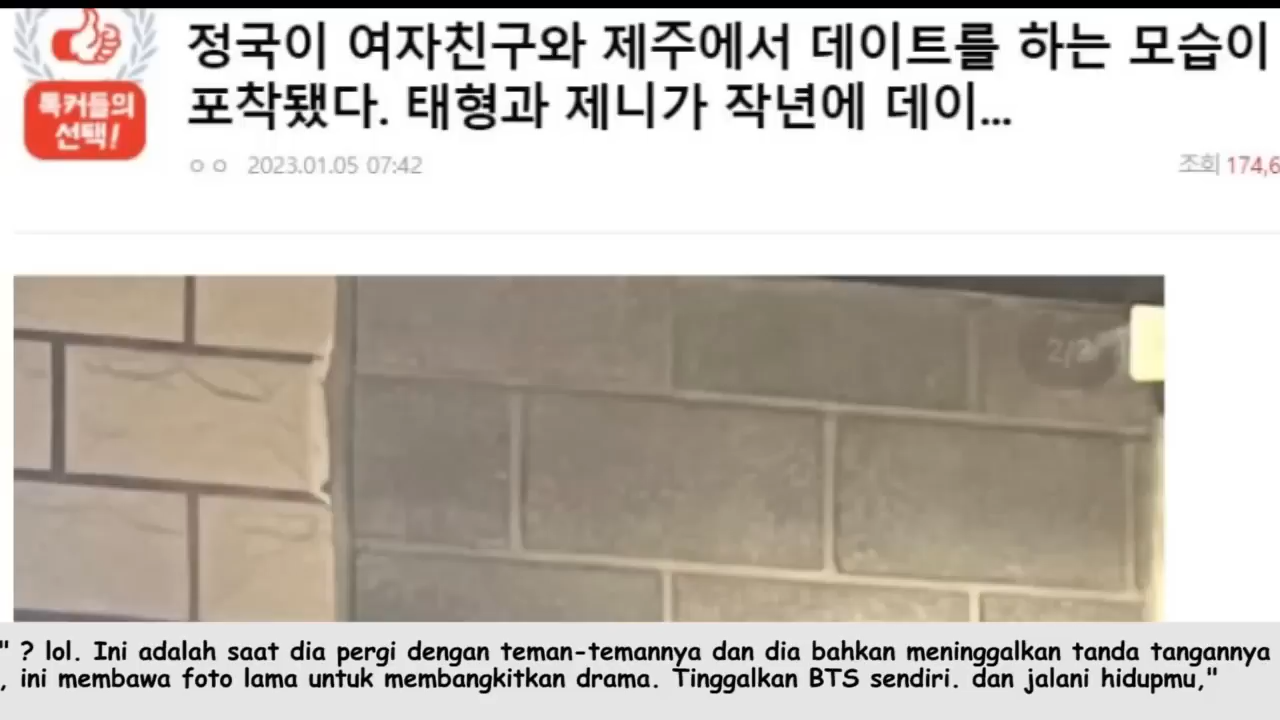 정국이 여자친구와 제주에서 데이트를 하는 모습이
포착됐다. 태형과 제니가 작년에 데이...
톡커들의
선택!
ㅇㅇ 2023.01.05 07:42
조회 174,6
2/2
" ? lol. Ini adalah saat dia pergi dengan teman-temannya dan dia bahkan meninggalkan tanda tangannya
, ini membawa foto lama untuk membangkitkan drama. Tinggalkan BTS sendiri. dan jalani hidupmu,"